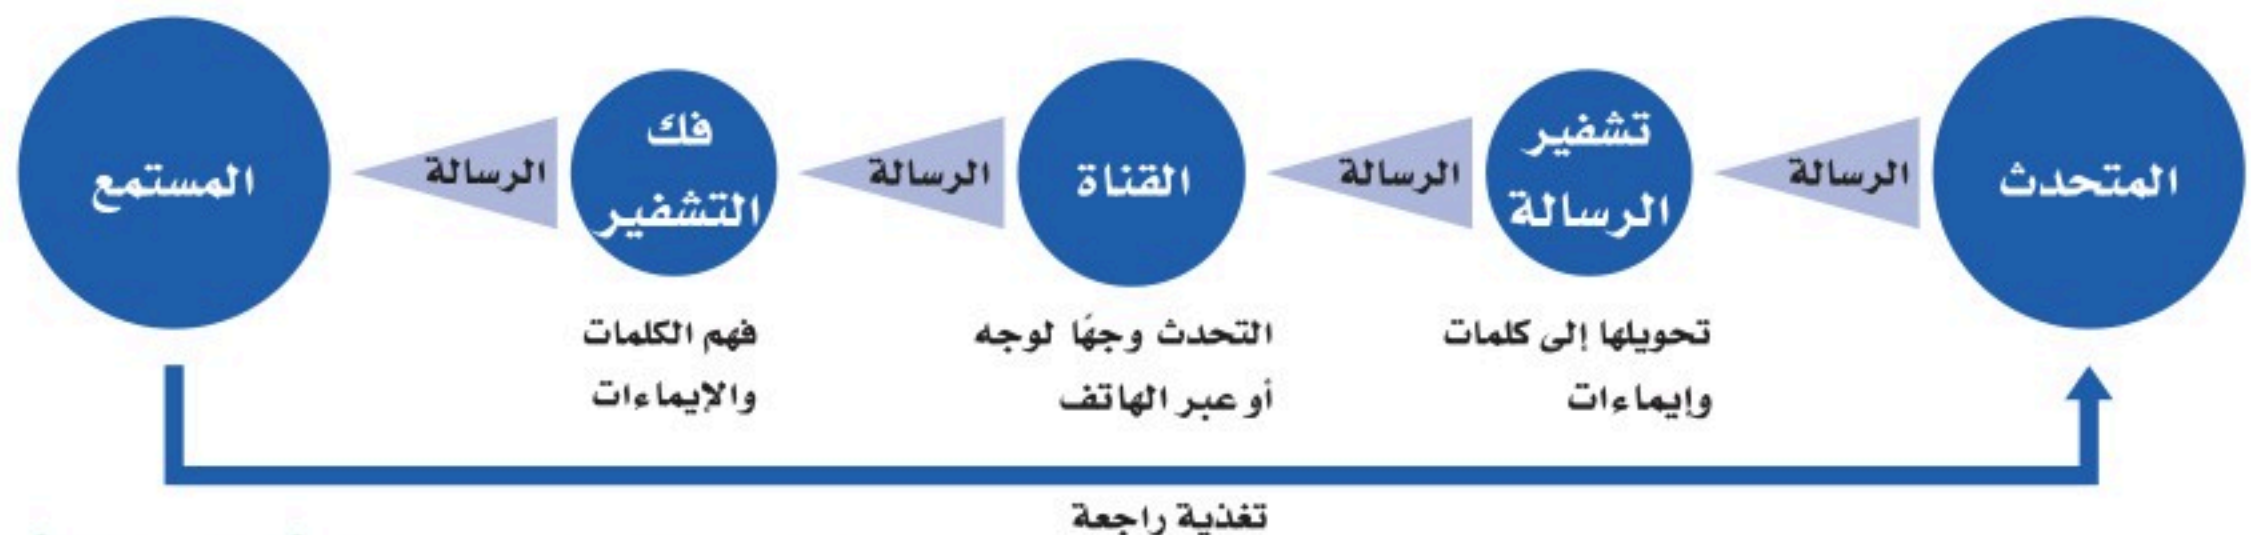 المتحدث
الرسالة
تشفير
الرسالة
الرسالة
القناة
الرسالة
فك
التشفير
الرسالة
المستمع
تحويلها إلى كلمات
وإيماءات
التحدث وجهًا لوجه
أو عبر الهاتف
فهم الكلمات
والإيماءات
تغذية راجعة